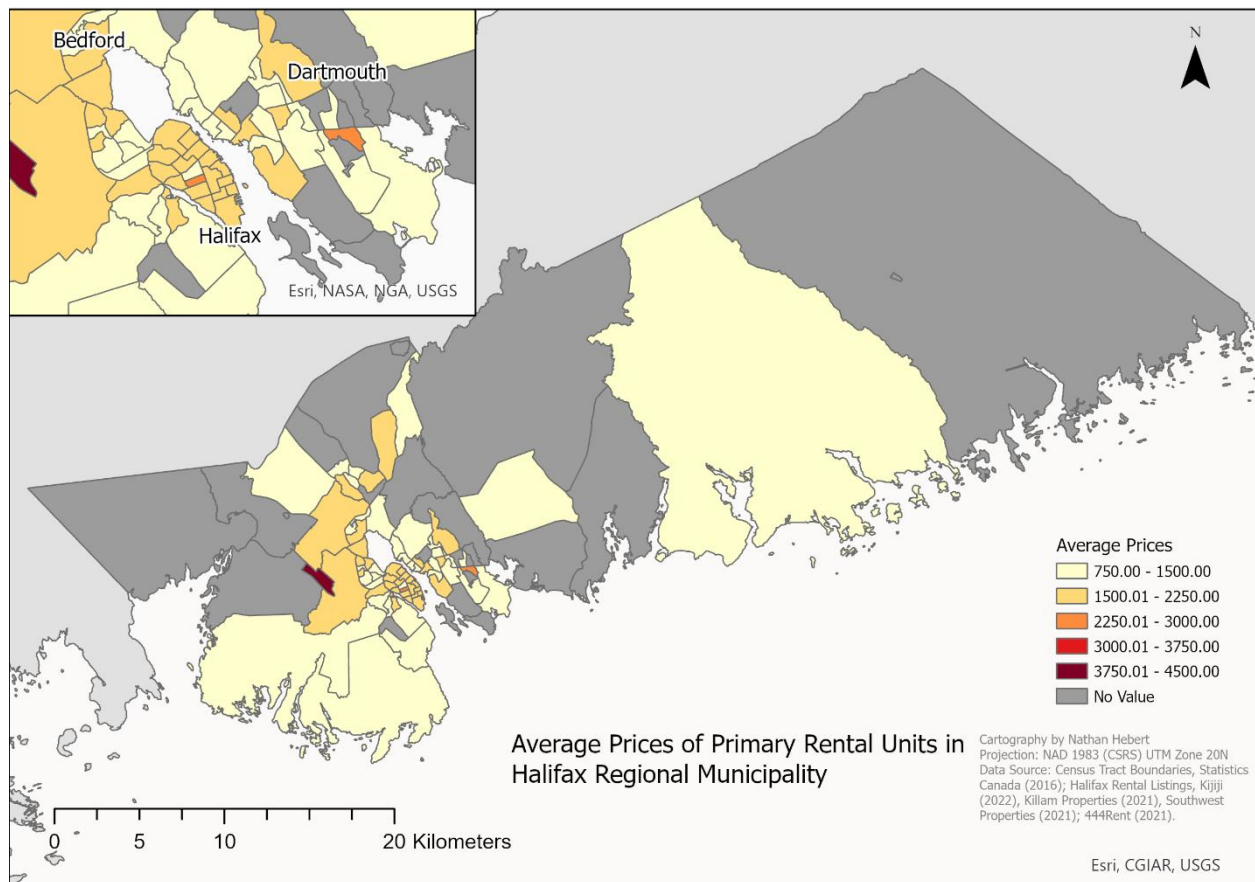 Bedford
Dartmouth
Halifax
Esri, NASA, NGA, USGS
N
Average Prices
750.00 - 1500.00
1500.01 - 2250.00
2250.01 - 3000.00
3000.01 - 3750.00
3750.01 - 4500.00
No Value
Average Prices of Primary Rental Units in
Halifax Regional Municipality
Cartography by Nathan Hebert
Projection: NAD 1983 (CSRS) UTM Zone 20N
Data Source: Census Tract Boundaries, Statistics
Canada (2016); Halifax Rental Listings, Kijiji
(2022), Killam Properties (2021), Southwest
Properties (2021); 444Rent (2021).
0 5 10 20 Kilometers
Esri, CGIAR, USGS